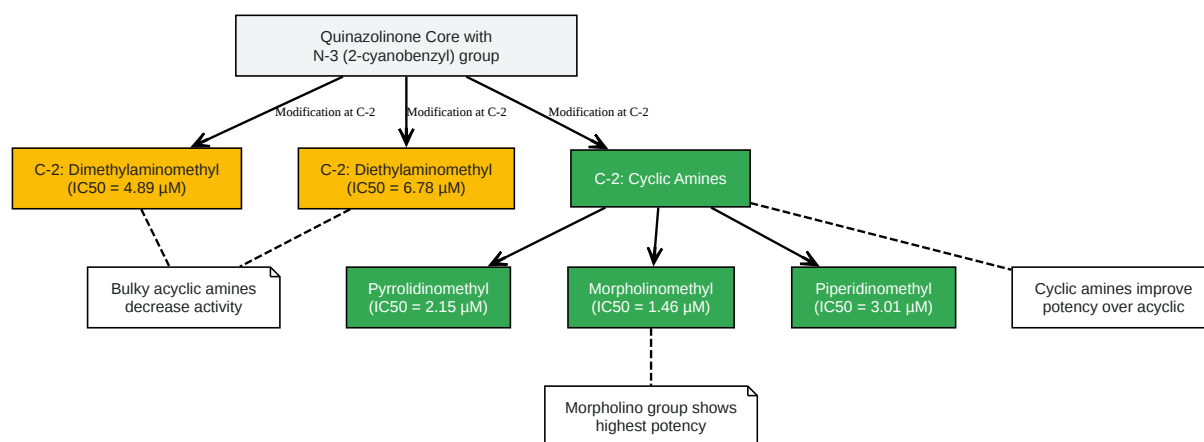 Quinazolinone Core with
N-3 (2-cyanobenzyl) group
Modification at C-2
Modification at C-2
Modification at C-2
C-2: Dimethylaminomethyl
(IC50 = 4.89 µM)
C-2: Diethylaminomethyl
(IC50 = 6.78 µM)
C-2: Cyclic Amines
Bulky acyclic amines
decrease activity
Pyrrolidinomethyl
(IC50 = 2.15 µM)
Morpholinomethyl
(IC50 = 1.46 µM)
Piperidinomethyl
(IC50 = 3.01 µM)
Cyclic amines improve
potency over acyclic
Morpholino group shows
highest potency